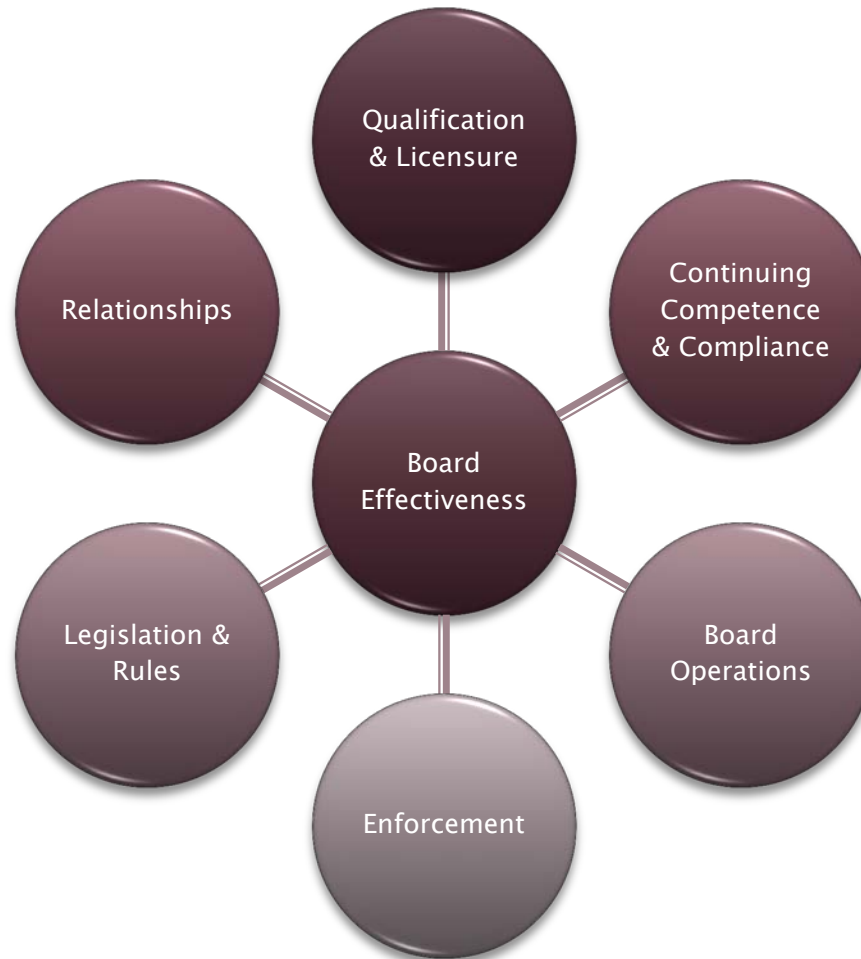 Qualification
& Licensure
Relationships
Continuing
Competence
& Compliance
Board
Effectiveness
Legislation &
Rules
Board
Operations
Enforcement